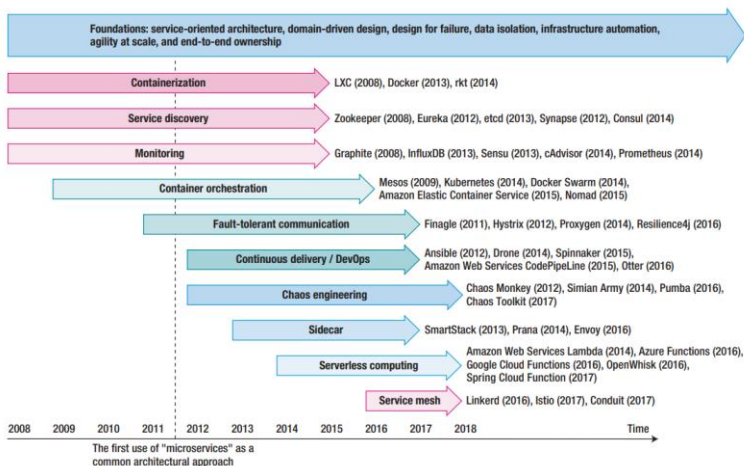 Foundations: service-oriented architecture, domain-driven design, design for failure, data isolation, infrastructure automation,
agility at scale, and end-to-end ownership
Containerization
LXC (2008), Docker (2013), rkt (2014)
Service discovery
Zookeeper (2008), Eureka (2012), etcd (2013), Synapse (2012), Consul (2014)
Monitoring
Graphite (2008), InfluxDB (2013), Sensu (2013), cAdvisor (2014), Prometheus (2014)
Container orchestration
Mesos (2009), Kubernetes (2014), Docker Swarm (2014),
Amazon Elastic Container Service (2015), Nomad (2015)
Fault-tolerant communication
Finagle (2011), Hystrix (2012), Proxygen (2014), Resilience4j (2016)
Continuous delivery / DevOps
Ansible (2012), Drone (2014), Spinnaker (2015),
Amazon Web Services CodePipeLine (2015), Otter (2016)
Chaos engineering
Chaos Monkey (2012), Simian Army (2014), Pumba (2016),
Chaos Toolkit (2017)
Sidecar
SmartStack (2013), Prana (2014), Envoy (2016)
Serverless computing
Amazon Web Services Lambda (2014), Azure Functions (2016),
Google Cloud Functions (2016), OpenWhisk (2016),
Spring Cloud Function (2017)
Service mesh
Linkerd (2016), Istio (2017), Conduit (2017)
2008 2009 2010 2011 2012 2013 2014 2015 2016 2017 2018 Time
The first use of "microservices" as a
common architectural approach